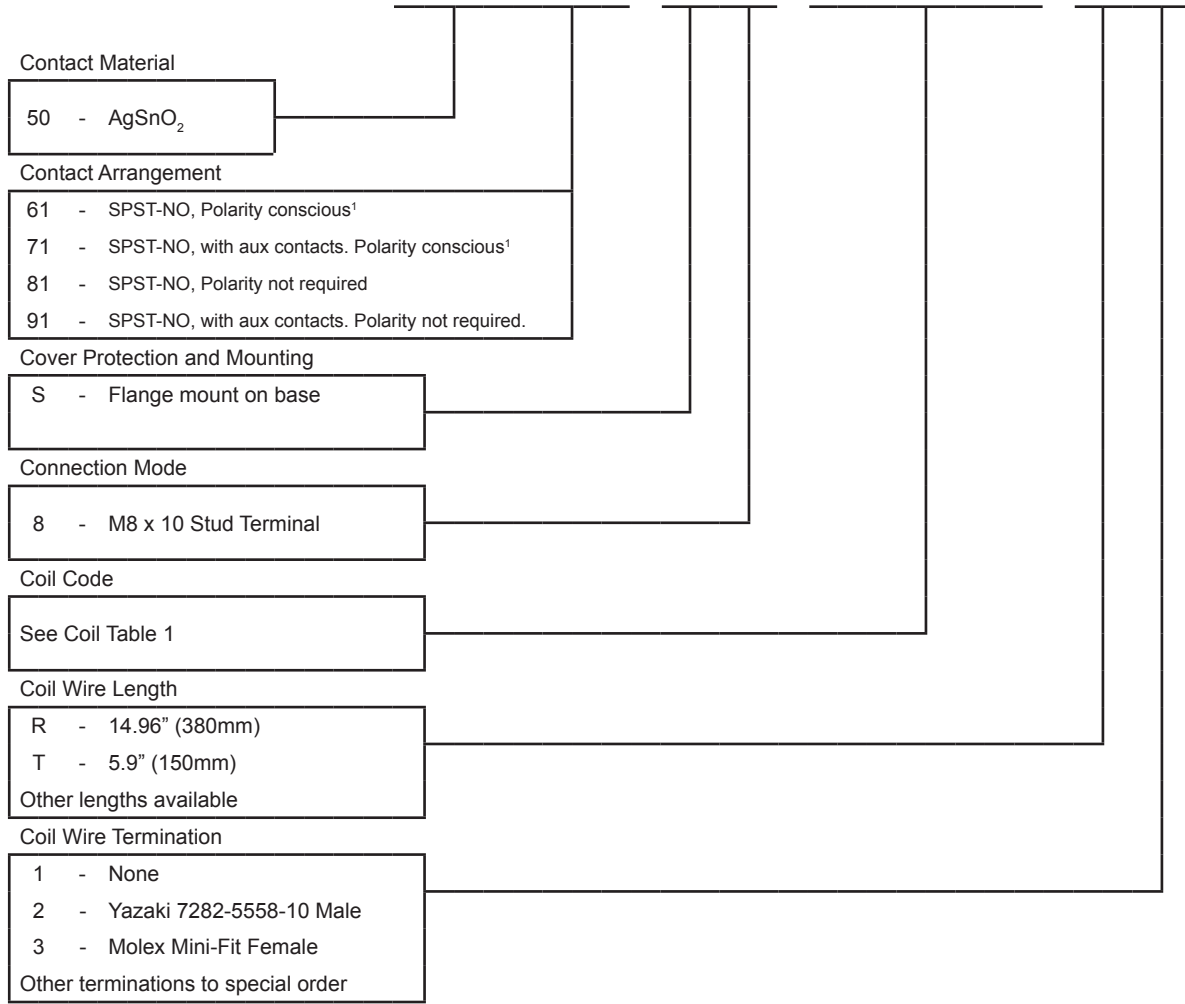 Contact Material
50 - AgSnO₂
Contact Arrangement
61 - SPST-NO, Polarity conscious¹
71 - SPST-NO, with aux contacts. Polarity conscious¹
81 - SPST-NO, Polarity not required
91 - SPST-NO, with aux contacts. Polarity not required.
Cover Protection and Mounting
S - Flange mount on base
Connection Mode
8 - M8 x 10 Stud Terminal
Coil Code
See Coil Table 1
Coil Wire Length
R - 14.96” (380mm)
T - 5.9” (150mm)
Other lengths available
Coil Wire Termination
1 - None
2 - Yazaki 7282-5558-10 Male
3 - Molex Mini-Fit Female
Other terminations to special order